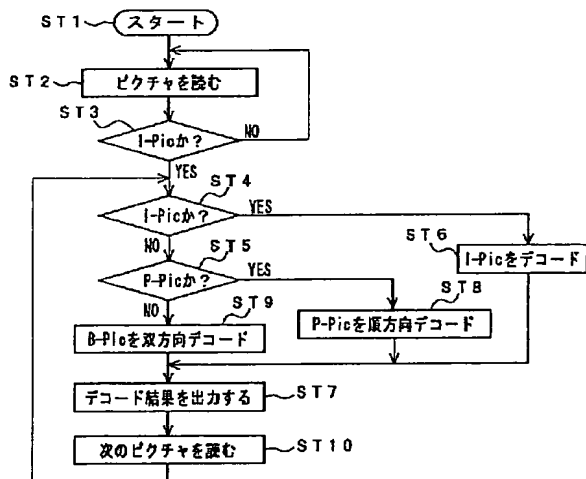 ST1 スタート
ST2 ピクチャを読む
ST3
I-Picか? NO
YES
ST4
I-Picか? YES
ST6
NO ST5
I-Picをデコード
P-Picか? YES
ST8
NO ST9
P-Picを順方向デコード
B-Picを双方向デコード
デコード結果を出力する ST7
次のピクチャを読む ST10